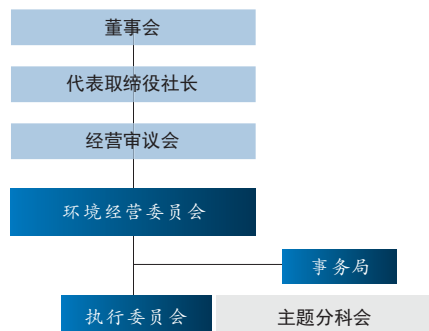 董事会
代表取缔役社长
经营审议会
环境经营委员会
事务局
执行委员会
主题分科会